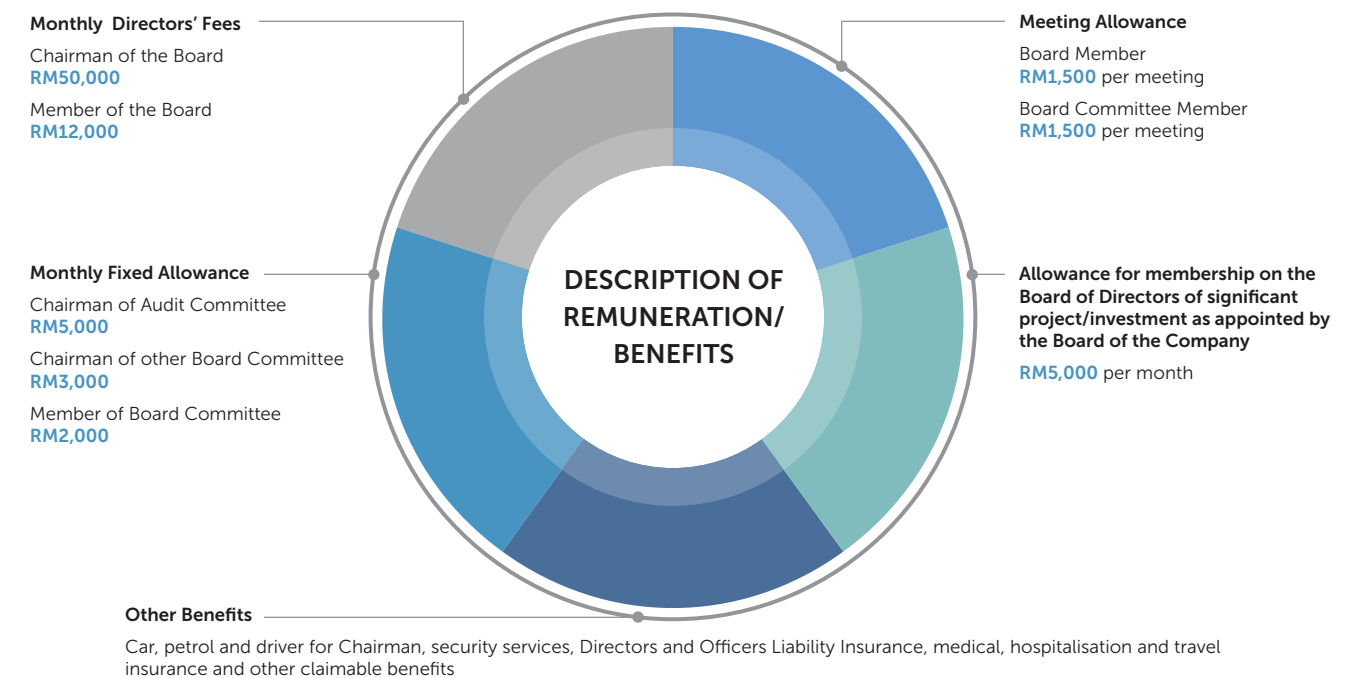 Monthly Directors' Fees
Chairman of the Board
RM50,000
Member of the Board
RM12,000
Meeting Allowance
Board Member
RM1,500 per meeting
Board Committee Member
RM1,500 per meeting
Monthly Fixed Allowance
Chairman of Audit Committee
RM5,000
Chairman of other Board Committee
RM3,000
Member of Board Committee
RM2,000
DESCRIPTION OF
REMUNERATION/
BENEFITS
Allowance for membership on the
Board of Directors of significant
project/investment as appointed by
the Board of the Company
RM5,000 per month
Other Benefits
Car, petrol and driver for Chairman, security services, Directors and Officers Liability Insurance, medical, hospitalisation and travel
insurance and other claimable benefits